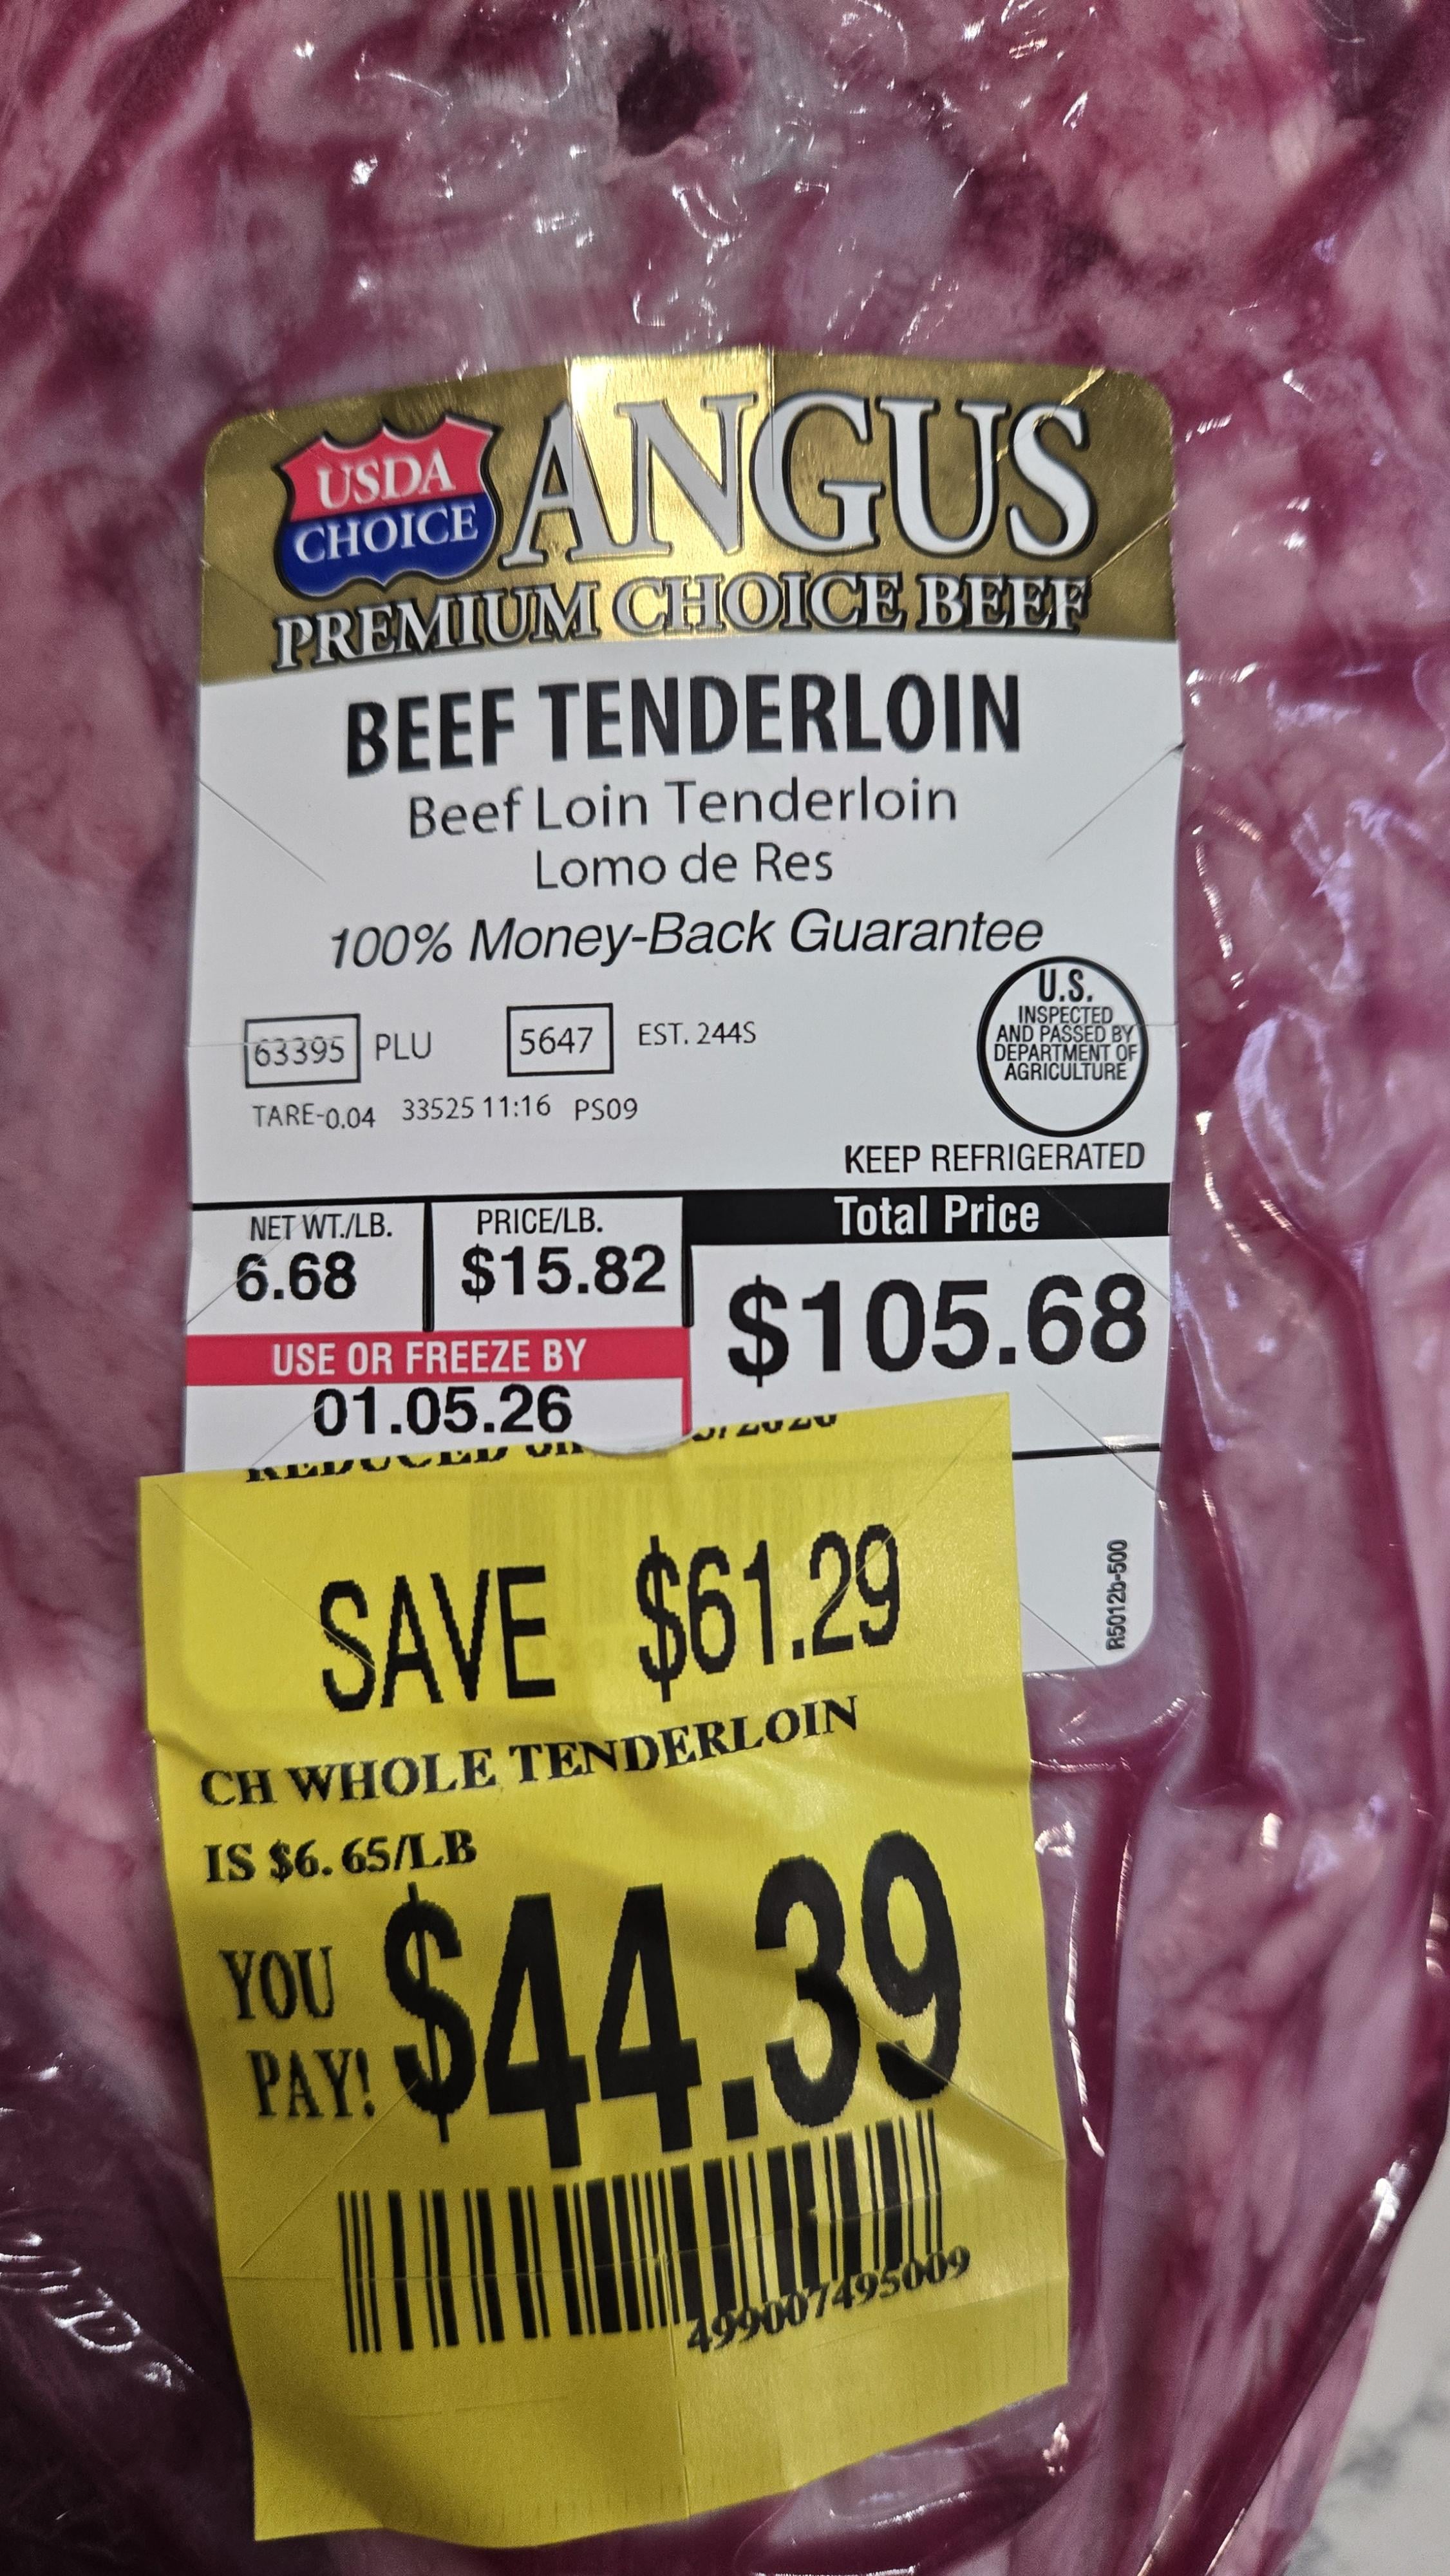 USDA
CHOICE
ANGUS
PREMIUM CHOICE BEEF
BEEF TENDERLOIN
Beef Loin Tenderloin
Lomo de Res
100% Money-Back Guarantee
63395 PLU 5647 EST. 244S
TARE-0.04 33525 11:16 PS09
U.S.
INSPECTED
AND PASSED BY
DEPARTMENT OF
AGRICULTURE
KEEP REFRIGERATED
NET WT./LB. PRICE/LB. Total Price
6.68 $15.82 $105.68
USE OR FREEZE BY
01.05.26
REDUCED on
R5012b-500
SAVE $61.29
CH WHOLE TENDERLOIN
IS $6.65/LB
YOU
PAY! $44.39
499007495009